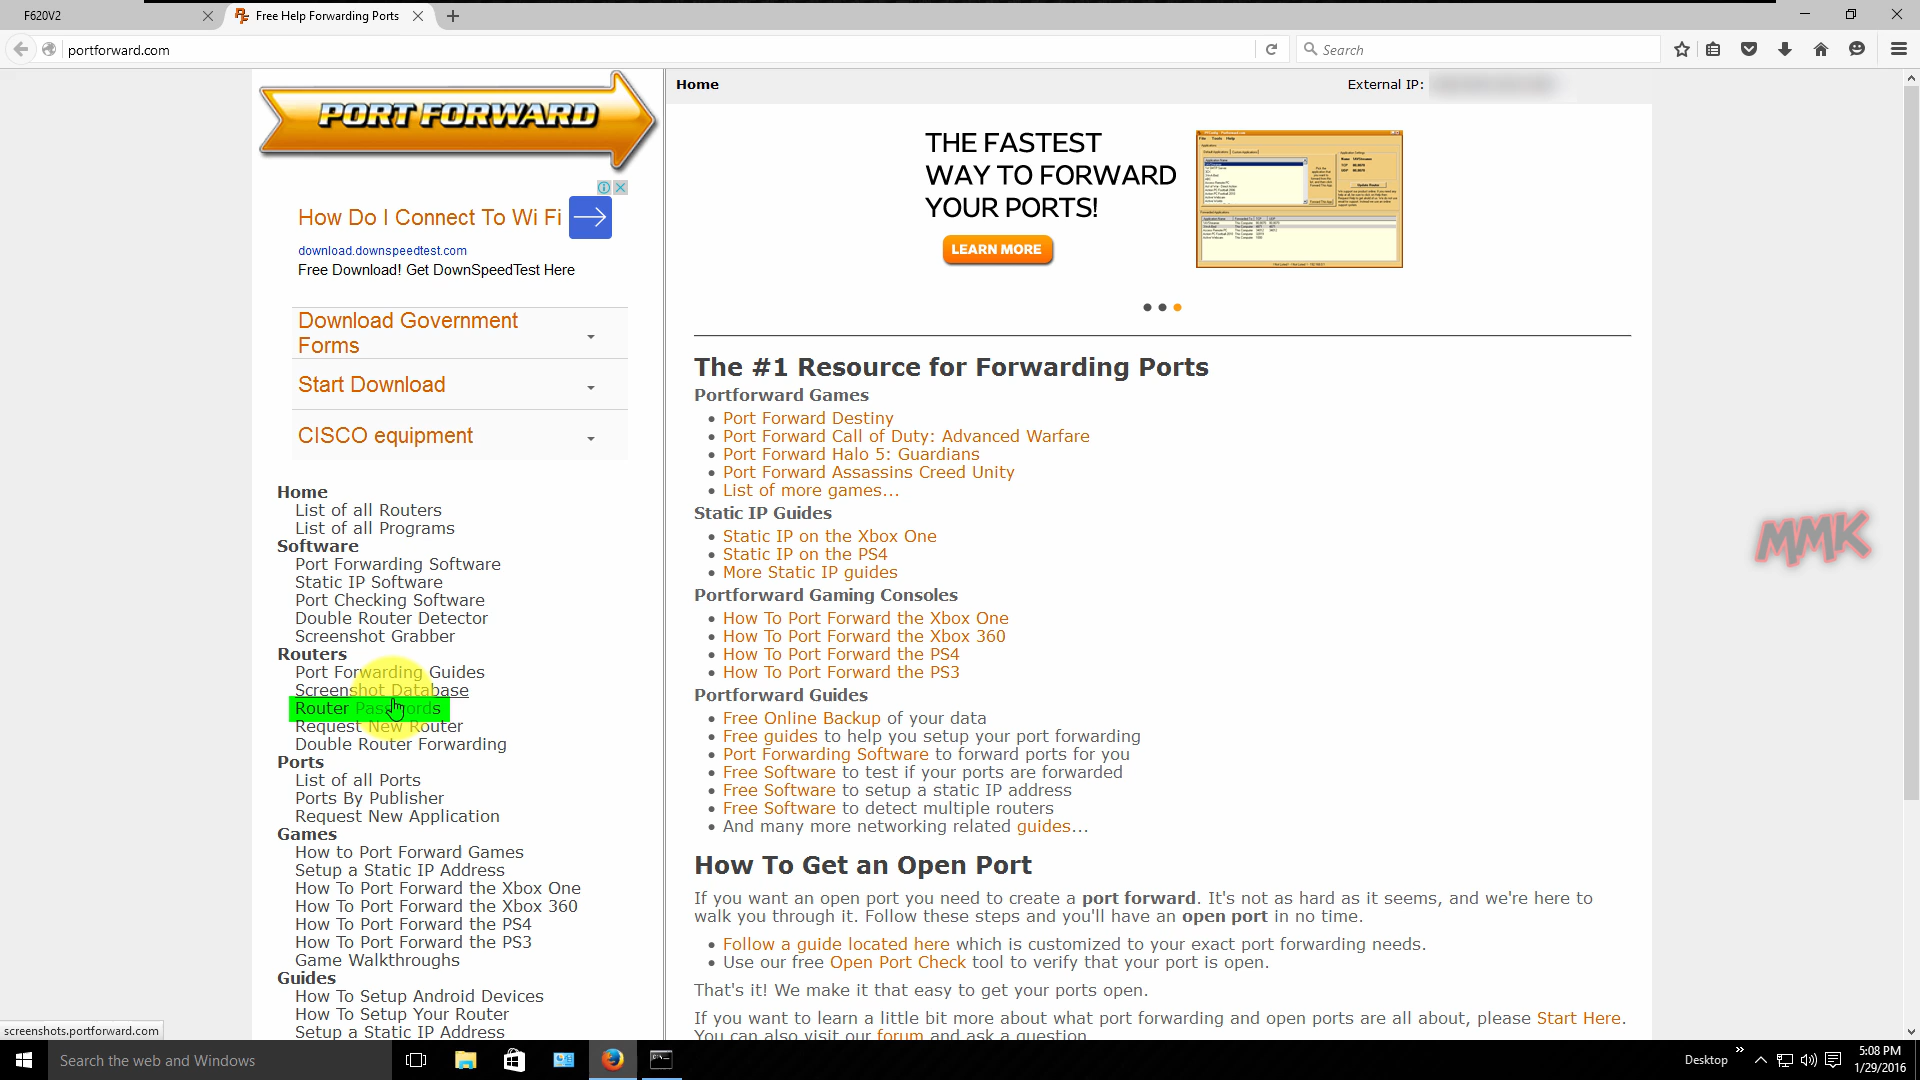 F620V2
Free Help Forwarding Ports
portforward.com
Search
PORT FORWARD
How Do I Connect To Wi Fi
download.downspeedtest.com
Free Download! Get DownSpeedTest Here
Download Government
Forms
Start Download
CISCO equipment
Home
List of all Routers
List of all Programs
Software
Port Forwarding Software
Static IP Software
Port Checking Software
Double Router Detector
Screenshot Grabber
Routers
Port Forwarding Guides
Screenshot Database
Router Passwords
Request New Router
Double Router Forwarding
Ports
List of all Ports
Ports By Publisher
Request New Application
Games
How to Port Forward Games
Setup a Static IP Address
How To Port Forward the Xbox One
How To Port Forward the Xbox 360
How To Port Forward the PS4
How To Port Forward the PS3
Game Walkthroughs
Guides
How To Setup Android Devices
How To Setup Your Router
Setup a Static IP Address
Home
External IP:
THE FASTEST
WAY TO FORWARD
YOUR PORTS!
LEARN MORE
The #1 Resource for Forwarding Ports
Portforward Games
• Port Forward Destiny
• Port Forward Call of Duty: Advanced Warfare
• Port Forward Halo 5: Guardians
• Port Forward Assassins Creed Unity
• List of more games...
Static IP Guides
• Static IP on the Xbox One
• Static IP on the PS4
• More Static IP guides
Portforward Gaming Consoles
• How To Port Forward the Xbox One
• How To Port Forward the Xbox 360
• How To Port Forward the PS4
• How To Port Forward the PS3
Portforward Guides
• Free Online Backup of your data
• Free guides to help you setup your port forwarding
• Port Forwarding Software to forward ports for you
• Free Software to test if your ports are forwarded
• Free Software to setup a static IP address
• Free Software to detect multiple routers
• And many more networking related guides...
How To Get an Open Port
If you want an open port you need to create a port forward. It's not as hard as it seems, and we're here to
walk you through it. Follow these steps and you'll have an open port in no time.
• Follow a guide located here which is customized to your exact port forwarding needs.
• Use our free Open Port Check tool to verify that your port is open.
That's it! We make it that easy to get your ports open.
If you want to learn a little bit more about what port forwarding and open ports are all about, please Start Here.
You can also visit our forum and ask a question.
MMK
screenshots.portforward.com
Search the web and Windows
Desktop
5:08 PM
1/29/2016